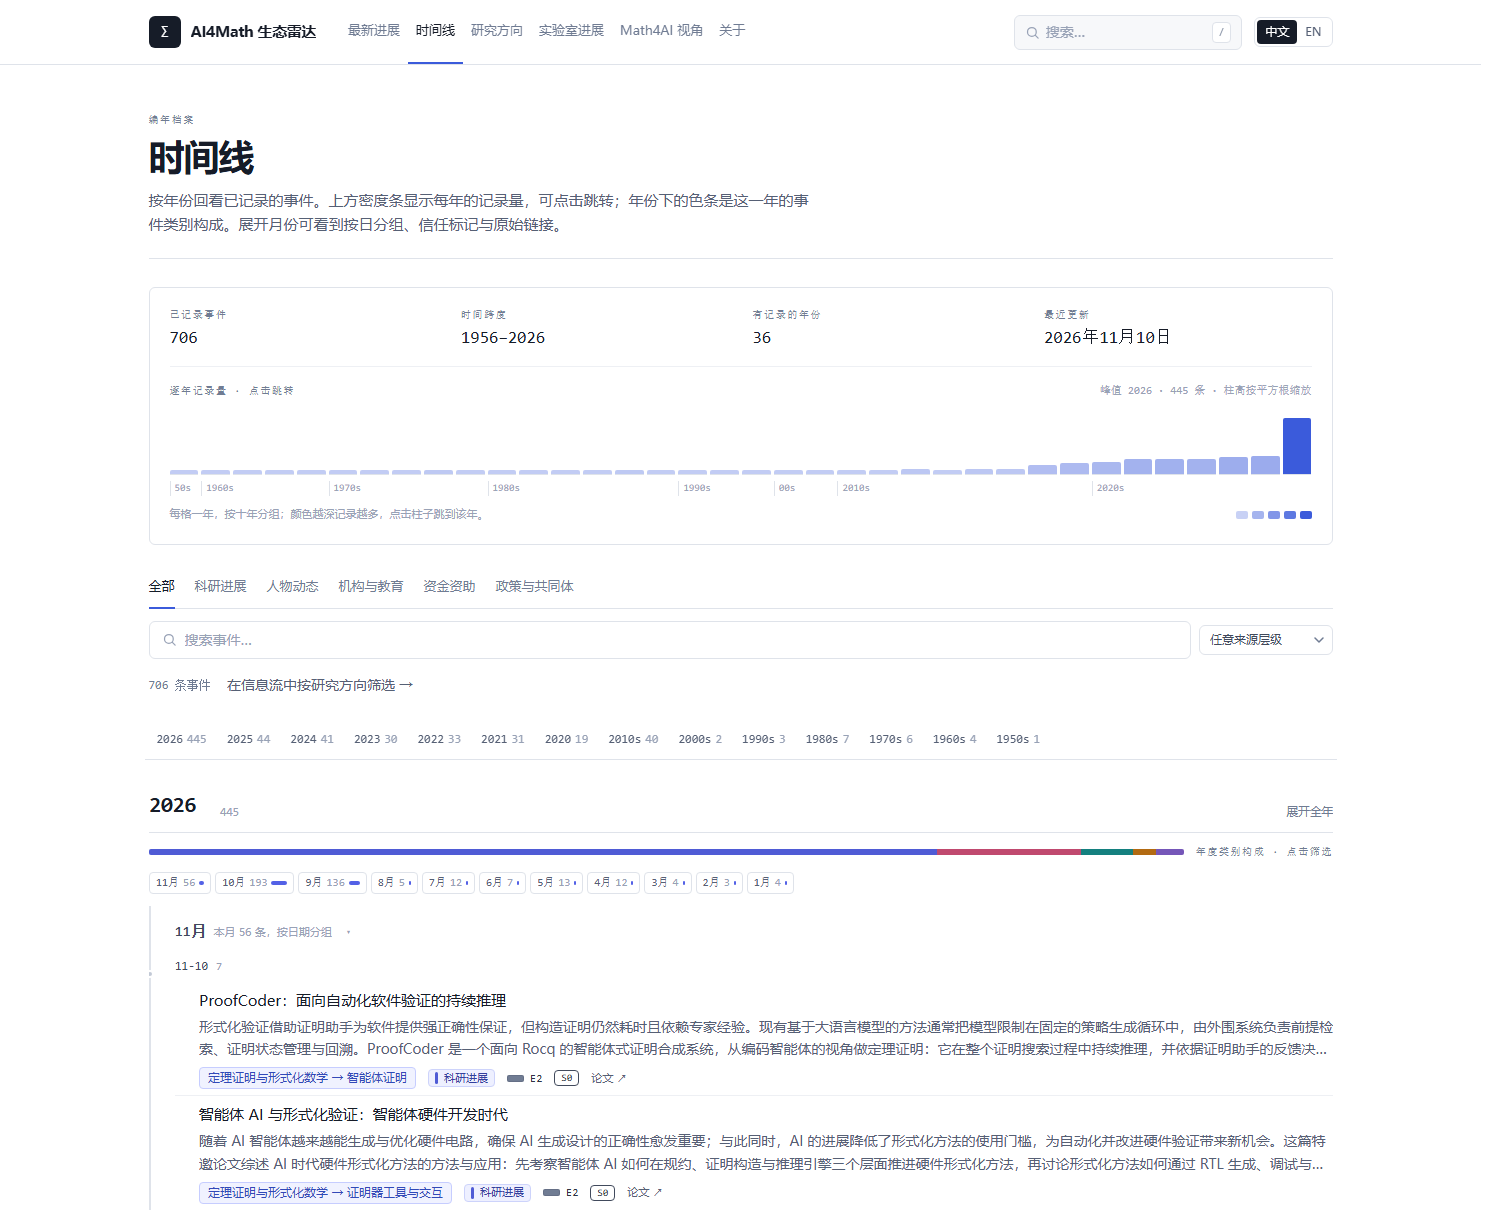 Σ AI4Math 生态雷达 最新进展 时间线 研究方向 实验室进展 Math4AI 视角 关于 搜索... / 中文 EN
编年档案
时间线
按年份回看已记录的事件。上方密度条显示每年的记录量，可点击跳转；年份下的色条是这一年的事
件类别构成。展开月份可看到按日分组、信任标记与原始链接。
已记录事件 时间跨度 有记录的年份 最近更新
706 1956–2026 36 2026年11月10日
逐年记录量 · 点击跳转 峰值 2026 · 445 条 · 柱高按平方根缩放
50s 1960s 1970s 1980s 1990s 00s 2010s 2020s
每格一年，按十年分组；颜色越深记录越多，点击柱子跳到该年。
全部 科研进展 人物动态 机构与教育 资金资助 政策与共同体
搜索事件... 任意来源层级
706 条事件 在信息流中按研究方向筛选 →
2026 445 2025 44 2024 41 2023 30 2022 33 2021 31 2020 19 2010s 40 2000s 2 1990s 3 1980s 7 1970s 6 1960s 4 1950s 1
2026 445 展开全年
年度类别构成 · 点击筛选
11月 56 10月 193 9月 136 8月 5 7月 12 6月 7 5月 13 4月 12 3月 4 2月 3 1月 4
11月 本月 56 条，按日期分组
11-10 7
ProofCoder：面向自动化软件验证的持续推理
形式化验证借助证明助手为软件提供强正确性保证，但构造证明仍然耗时且依赖专家经验。现有基于大语言模型的方法通常把模型限制在固定的策略生成循环中，由外围系统负责前提检
索、证明状态管理与回溯。ProofCoder 是一个面向 Rocq 的智能体式证明合成系统，从编码智能体的视角做定理证明：它在整个证明搜索过程中持续推理，并依据证明助手的反馈决...
定理证明与形式化数学 → 智能体证明 科研进展 E2 S0 论文 ↗
智能体 AI 与形式化验证：智能体硬件开发时代
随着 AI 智能体越来越能生成与优化硬件电路，确保 AI 生成设计的正确性愈发重要；与此同时，AI 的进展降低了形式化方法的使用门槛，为自动化并改进硬件验证带来新机会。这篇特
邀论文综述 AI 时代硬件形式化方法的方法与应用：先考察智能体 AI 如何在规约、证明构造与推理引擎三个层面推进硬件形式化方法，再讨论形式化方法如何通过 RTL 生成、调试与...
定理证明与形式化数学 → 证明器工具与交互 科研进展 E2 S0 论文 ↗